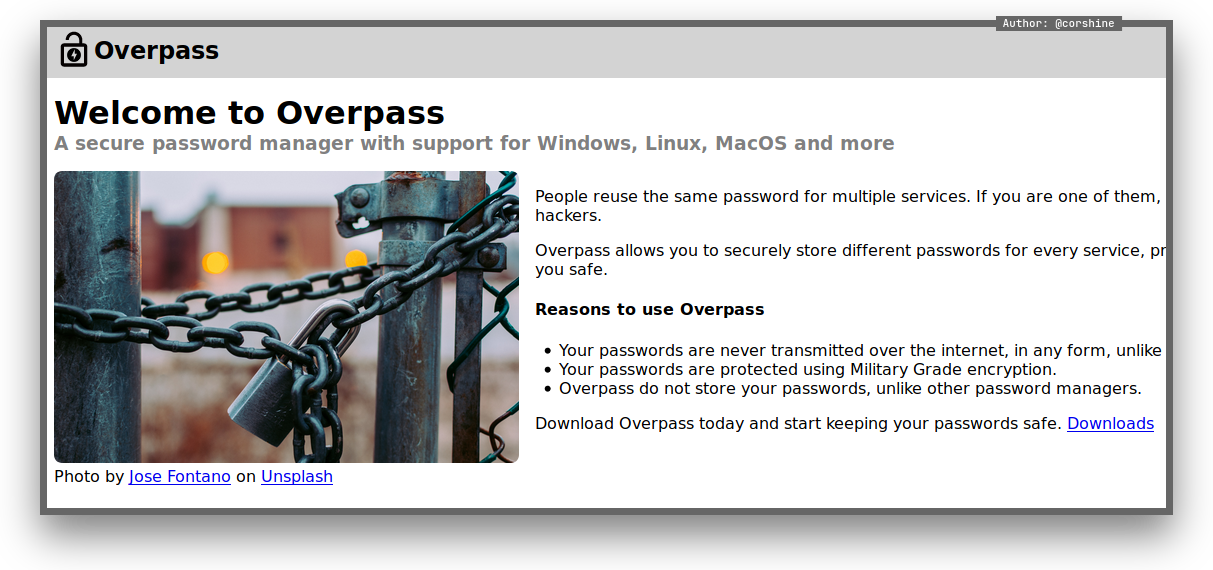 Author: @corshine
Overpass
Welcome to Overpass
A secure password manager with support for Windows, Linux, MacOS and more
People reuse the same password for multiple services. If you are one of them,
hackers.
Overpass allows you to securely store different passwords for every service, pr
you safe.
Reasons to use Overpass
• Your passwords are never transmitted over the internet, in any form, unlike
• Your passwords are protected using Military Grade encryption.
• Overpass do not store your passwords, unlike other password managers.
Download Overpass today and start keeping your passwords safe. Downloads
Photo by Jose Fontano on Unsplash